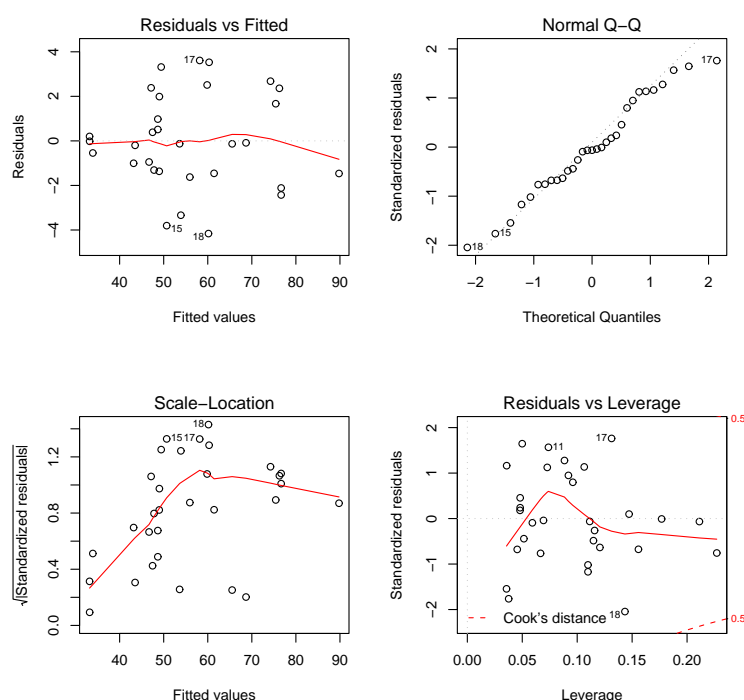 Residuals vs Fitted
Residuals
4
2
0
−2
−4
40 50 60 70 80 90
17
15
18
Fitted values
Normal Q−Q
Standardized residuals
2
1
0
−1
−2
−2 −1 0 1 2
17
15
18
Theoretical Quantiles
Scale−Location
√|Standardized residuals|
1.2
0.8
0.4
0.0
40 50 60 70 80 90
18
15 17
Fitted values
Residuals vs Leverage
Standardized residuals
2
1
0
−1
−2
0.00 0.05 0.10 0.15 0.20
17
11
Cook's distance 18
0.5
0.5
Leverage